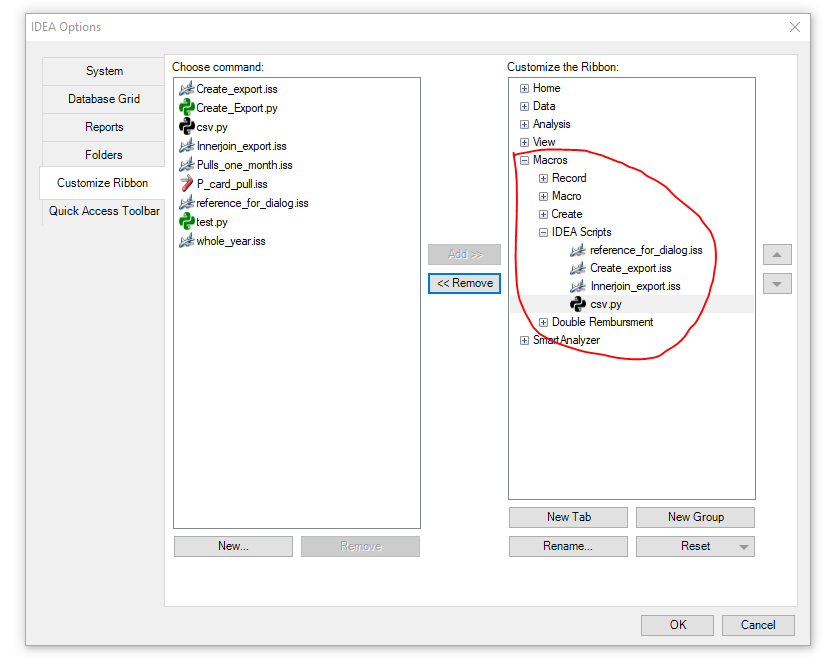 IDEA Options
System
Database Grid
Reports
Folders
Customize Ribbon
Quick Access Toolbar
Choose command:
Create_export.iss
Create_Export.py
csv.py
Innerjoin_export.iss
Pulls_one_month.iss
P_card_pull.iss
reference_for_dialog.iss
test.py
whole_year.iss
New...
Remove
Add >>
<< Remove
Customize the Ribbon:
Home
Data
Analysis
View
Macros
Record
Macro
Create
IDEA Scripts
reference_for_dialog.iss
Create_export.iss
Innerjoin_export.iss
csv.py
Double Rembursment
SmartAnalyzer
New Tab
New Group
Rename...
Reset
OK
Cancel